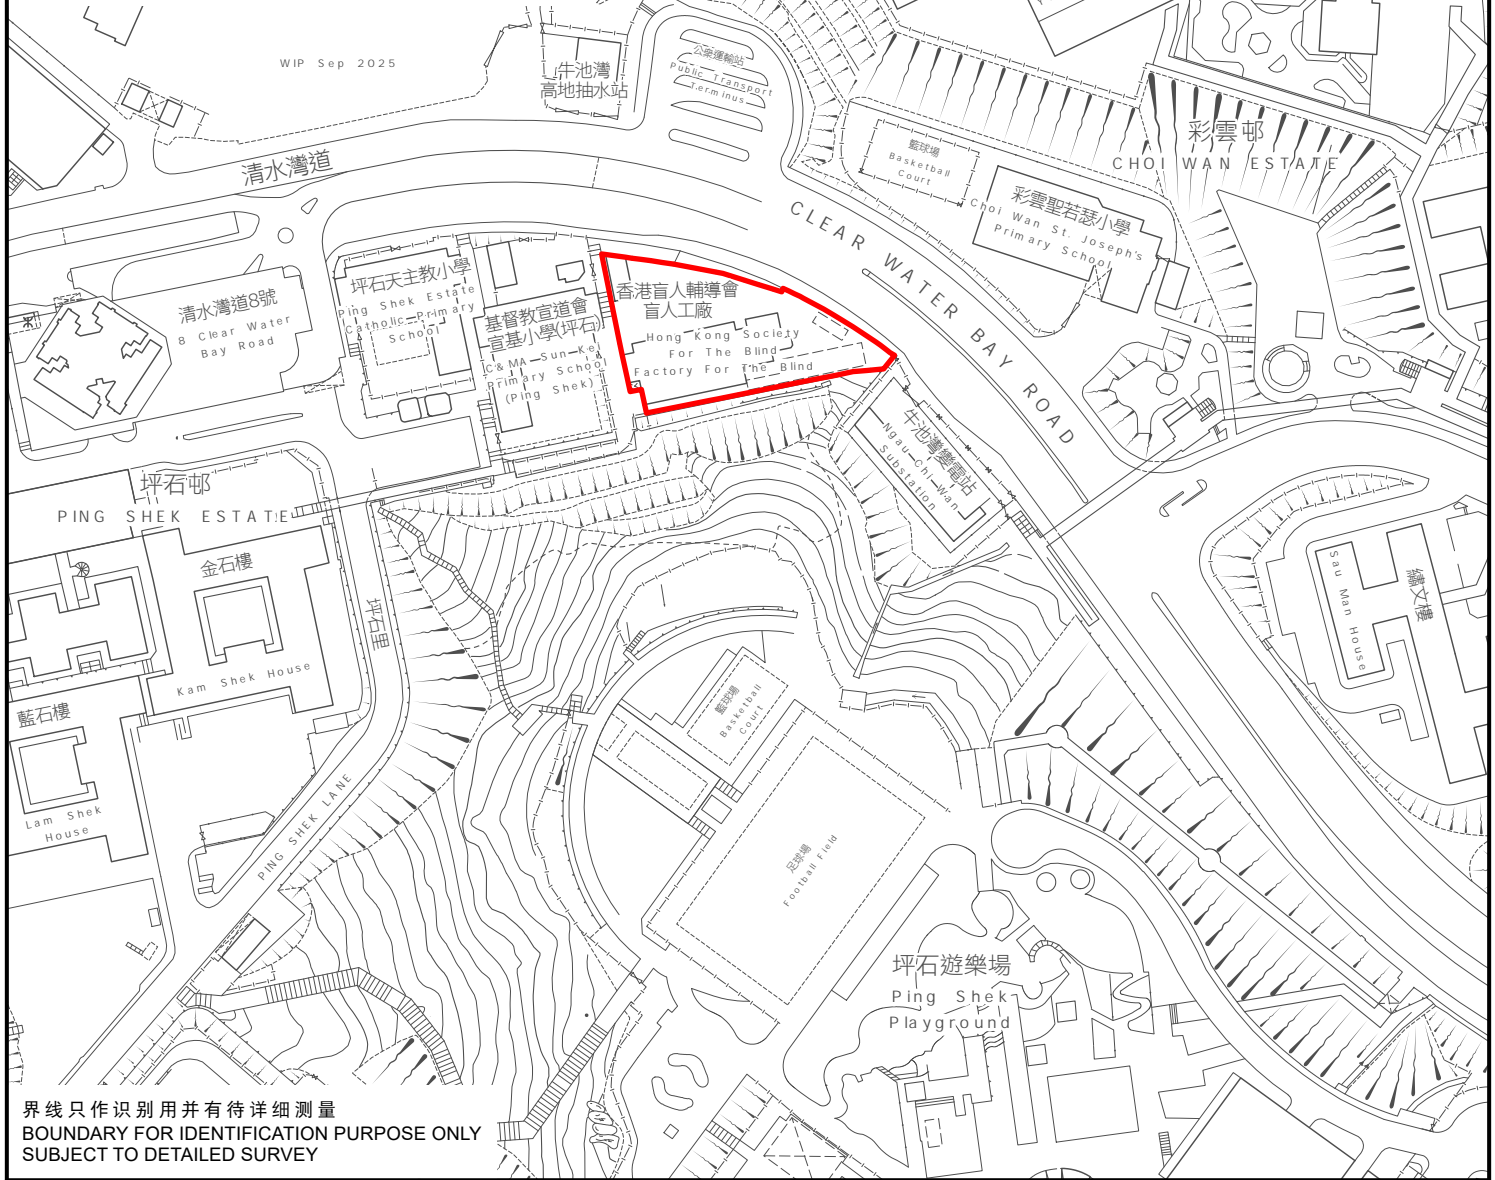 WIP Sep 2025
牛池灣
高地抽水站
公眾運輸站
Public Transport
Terminus
清水灣道
籃球場
Basketball
Court
彩雲邨
CHOI WAN ESTATE
彩雲聖若瑟小學
Choi Wan St. Joseph's
Primary School
CLEAR WATER BAY ROAD
清水灣道8號
8 Clear Water
Bay Road
坪石天主教小學
Ping Shek Estate
Catholic Primary
School
基督教宣道會
宣基小學(坪石)
C&MA Sun Kei
Primary School
(Ping Shek)
香港盲人輔導會
盲人工廠
Hong Kong Society
For The Blind
Factory For The Blind
牛池灣變電站
Ngau Chi Wan
Substation
坪石邨
PING SHEK ESTATE
金石樓
Kam Shek House
坪石里
PING SHEK LANE
藍石樓
Lam Shek
House
籃球場
Basketball
Court
足球場
Football Field
繡文樓
Sau Man House
坪石遊樂場
Ping Shek
Playground
界线只作识别用并有待详细测量
BOUNDARY FOR IDENTIFICATION PURPOSE ONLY
SUBJECT TO DETAILED SURVEY